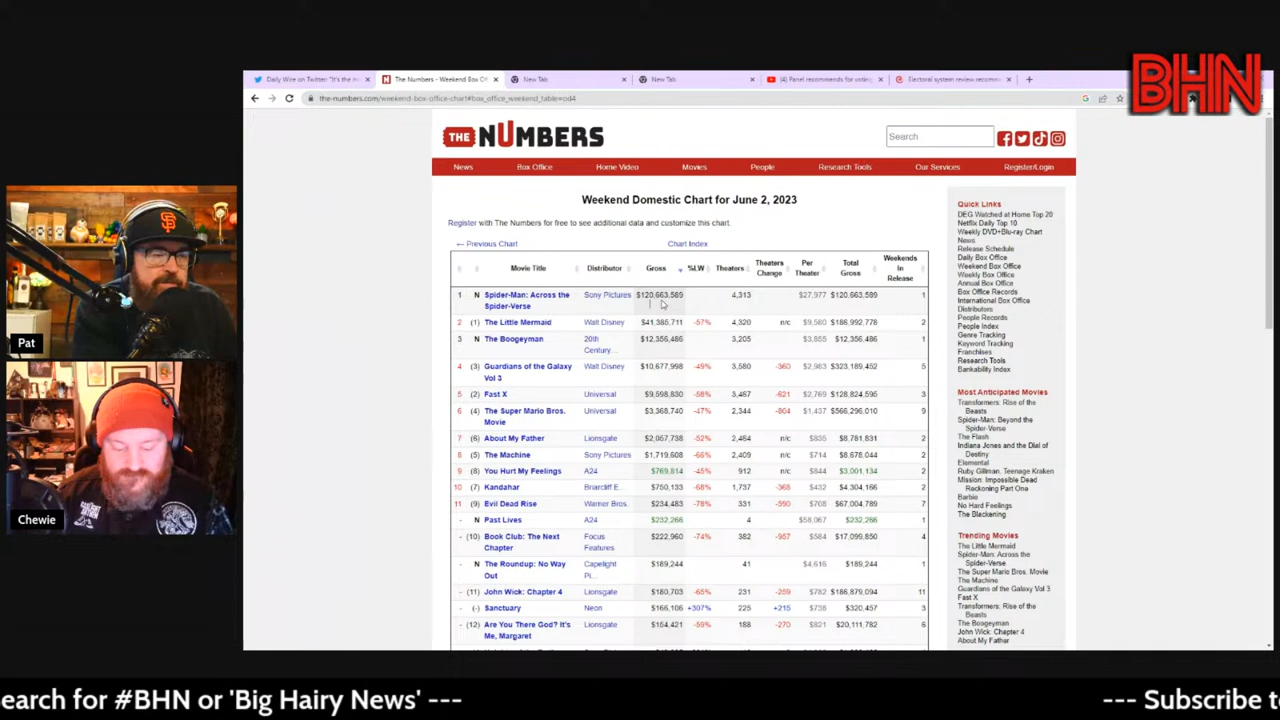 BHN
Daily Wire on Twitter: "It's the m
The Numbers - Weekend Box Of
New Tab
New Tab
(4) Panel recommends for voting
Electoral system review recomm
the-numbers.com/weekend-box-office-chart#box_office_weekend_table=od4
THE NUMBERS
Search
News Box Office Home Video Movies People Research Tools Our Services Register/Login
Weekend Domestic Chart for June 2, 2023
Register with The Numbers for free to see additional data and customize this chart.
← Previous Chart Chart Index
Movie Title Distributor Gross %LW Theaters Theaters Change Per Theater Total Gross Weekends In Release
1 N Spider-Man: Across the Spider-Verse Sony Pictures $120,663,589 4,313 $27,977 $120,663,589 1
2 (1) The Little Mermaid Walt Disney $41,385,711 -57% 4,320 n/c $9,580 $186,992,778 2
3 N The Boogeyman 20th Century… $12,356,486 3,205 $3,855 $12,356,486 1
4 (3) Guardians of the Galaxy Vol 3 Walt Disney $10,677,998 -49% 3,580 -360 $2,983 $323,189,452 5
5 (2) Fast X Universal $9,598,830 -58% 3,467 -621 $2,769 $128,824,595 3
6 (4) The Super Mario Bros. Movie Universal $3,368,740 -47% 2,344 -804 $1,437 $566,296,010 9
7 (6) About My Father Lionsgate $2,057,738 -52% 2,464 n/c $835 $8,781,831 2
8 (5) The Machine Sony Pictures $1,719,608 -66% 2,409 n/c $714 $8,678,044 2
9 (8) You Hurt My Feelings A24 $769,814 -45% 912 n/c $844 $3,001,134 2
10 (7) Kandahar Briarcliff E… $750,133 -68% 1,737 -368 $432 $4,304,166 2
11 (9) Evil Dead Rise Warner Bros. $234,483 -78% 331 -590 $708 $67,004,789 7
- N Past Lives A24 $232,266 4 $58,067 $232,266 1
- (10) Book Club: The Next Chapter Focus Features $222,960 -74% 382 -957 $584 $17,099,850 4
- N The Roundup: No Way Out Capelight Pi… $189,244 41 $4,616 $189,244 1
- (11) John Wick: Chapter 4 Lionsgate $180,703 -65% 231 -259 $782 $186,879,094 11
- (-) Sanctuary Neon $166,106 +307% 225 +215 $738 $320,457 3
- (12) Are You There God? It's Me, Margaret Lionsgate $154,421 -59% 188 -270 $821 $20,111,782 6
Quick Links
DEG Watched at Home Top 20
Netflix Daily Top 10
Weekly DVD+Blu-ray Chart
News
Release Schedule
Daily Box Office
Weekend Box Office
Weekly Box Office
Annual Box Office
Box Office Records
International Box Office
Distributors
People Records
People Index
Genre Tracking
Keyword Tracking
Franchises
Research Tools
Bankability Index
Most Anticipated Movies
Transformers: Rise of the
Beasts
Spider-Man: Beyond the
Spider-Verse
The Flash
Indiana Jones and the Dial of
Destiny
Elemental
Ruby Gillman, Teenage Kraken
Mission: Impossible Dead
Reckoning Part One
Barbie
No Hard Feelings
The Blackening
Trending Movies
The Little Mermaid
Spider-Man: Across the
Spider-Verse
The Super Mario Bros. Movie
The Machine
Guardians of the Galaxy Vol 3
Fast X
Transformers: Rise of the
Beasts
The Boogeyman
John Wick: Chapter 4
About My Father
Pat
Chewie
earch for #BHN or 'Big Hairy News' --- --- Subscribe to